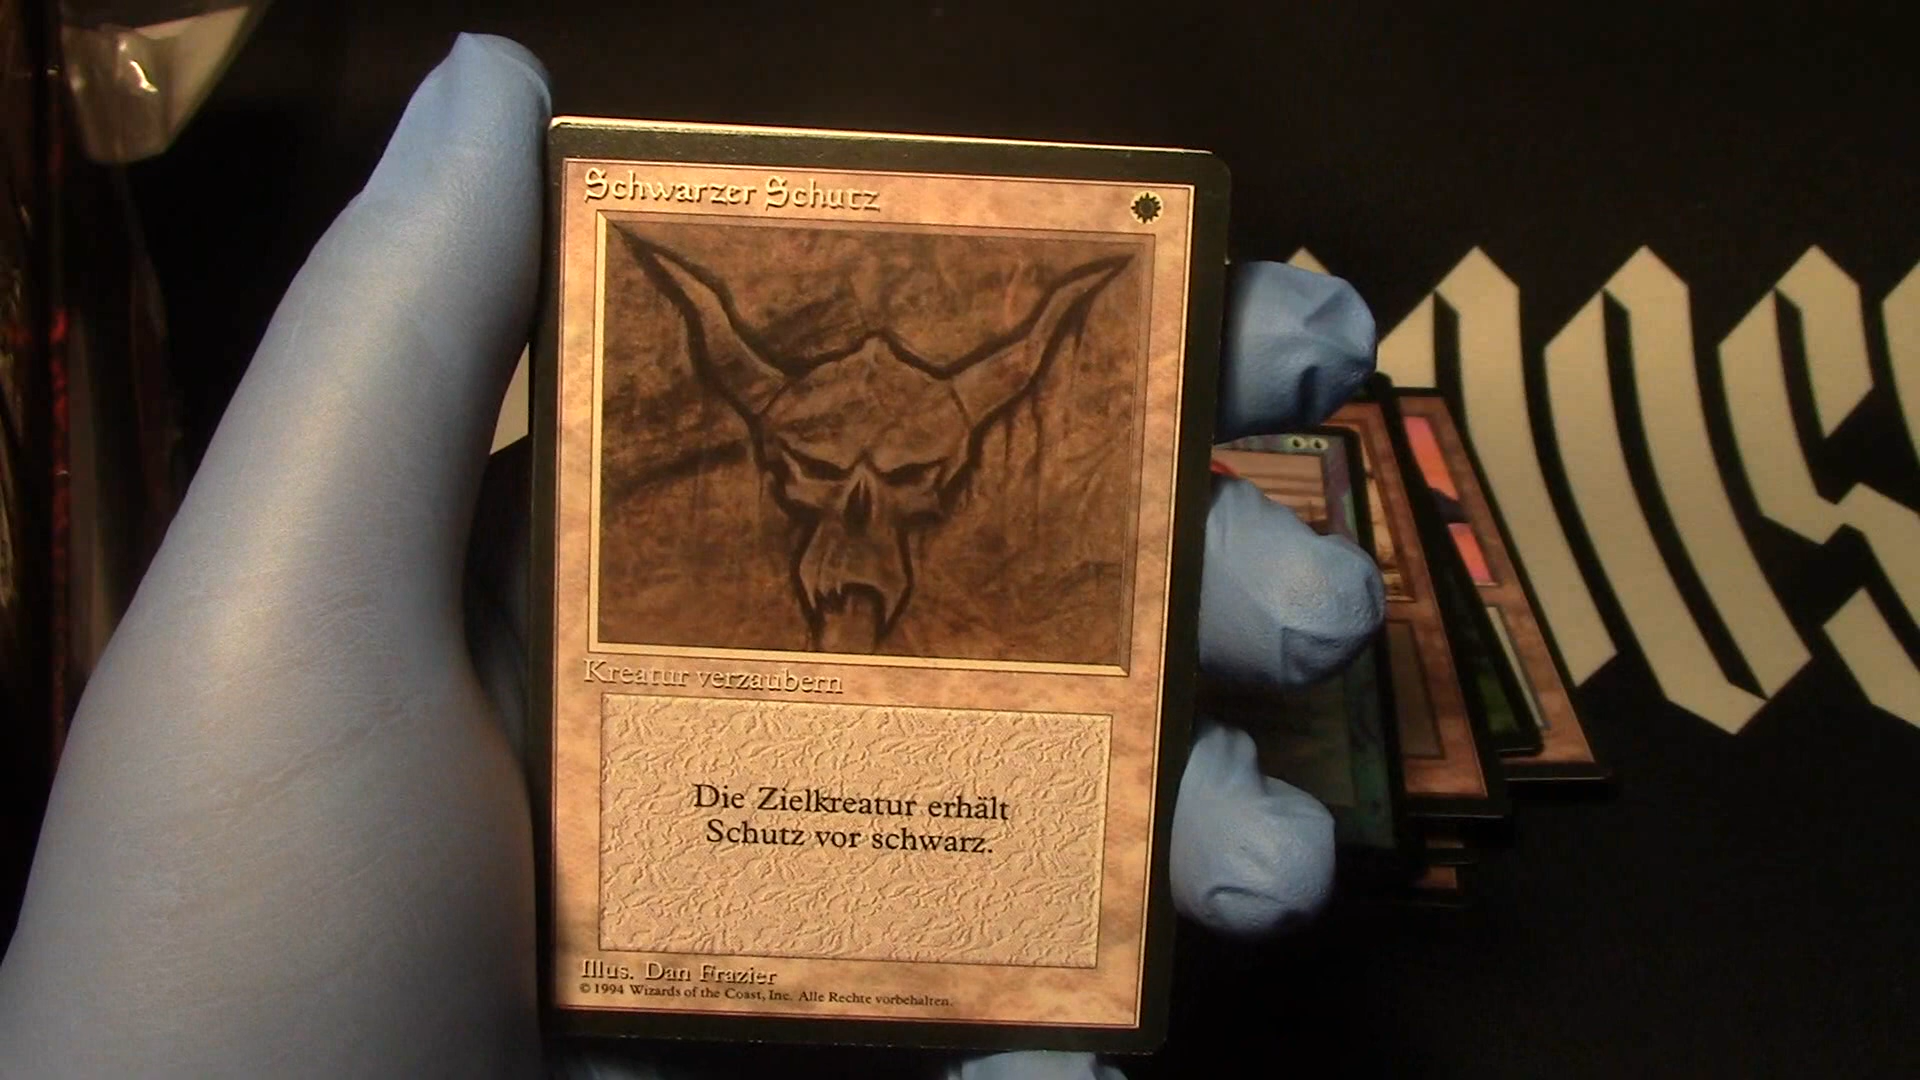 Schwarzer Schutz
Kreatur verzaubern
Die Zielkreatur erhält
Schutz vor schwarz.
Illus. Dan Frazier
© 1994 Wizards of the Coast, Inc. Alle Rechte vorbehalten.